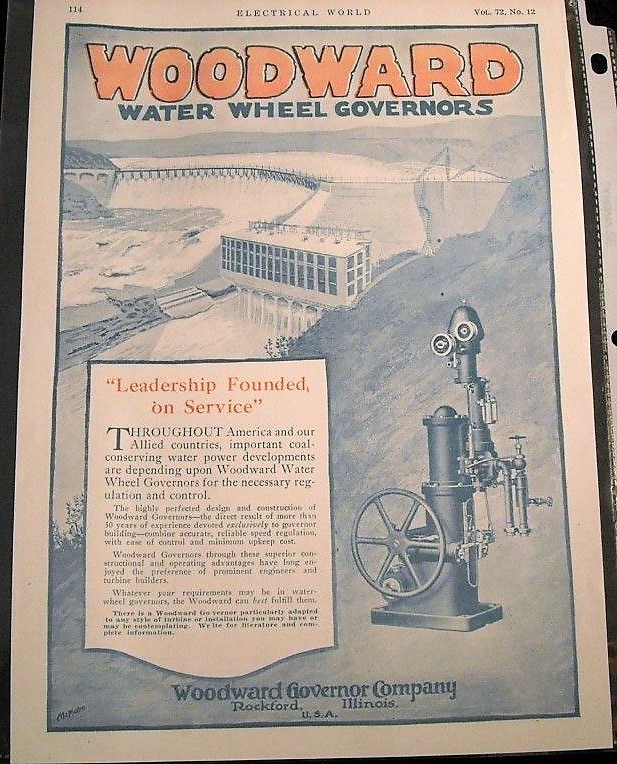 114
ELECTRICAL WORLD
VOL. 72, No. 12
WOODWARD
WATER WHEEL GOVERNORS
"Leadership Founded,
on Service"
THROUGHOUT America and our
Allied countries, important coal-
conserving water power developments
are depending upon Woodward Water
Wheel Governors for the necessary reg-
ulation and control.
The highly perfected design and construction of
Woodward Governors—the direct result of more than
50 years of experience devoted exclusively to governor
building—combine accurate, reliable speed regulation,
with ease of control and minimum upkeep cost.
Woodward Governors through these superior con-
structional and operating advantages have long en-
joyed the preference of prominent engineers and
turbine builders.
Whatever your requirements may be in water-
wheel governors, the Woodward can best fulfill them.
There is a Woodward Governor particularly adapted
to any style of turbine or installation you may have or
may be contemplating. Write for literature and com-
plete information.
Woodward Governor Company
Rockford, Illinois.
U.S.A.